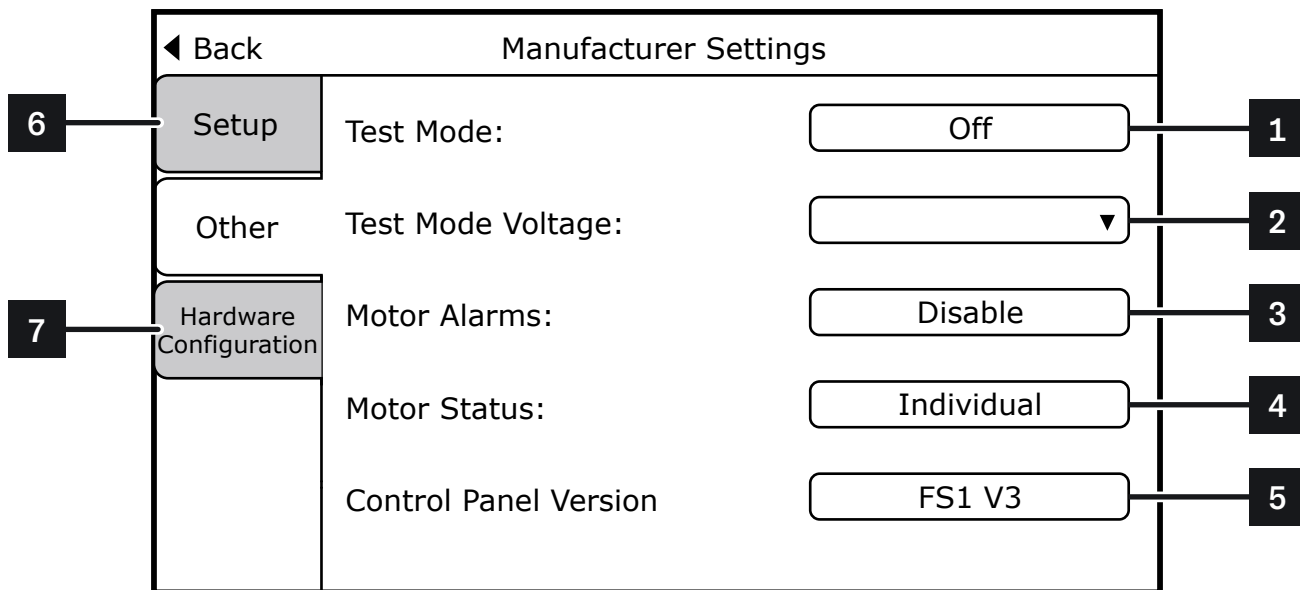 ◀ Back
Manufacturer Settings
6
Setup
Test Mode:
Off
1
Other
Test Mode Voltage:
▼
2
7
Hardware
Configuration
Motor Alarms:
Disable
3
Motor Status:
Individual
4
Control Panel Version
FS1 V3
5